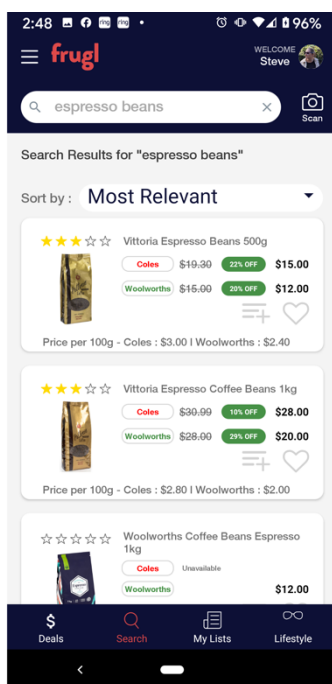 2:48 96%
frugl
WELCOME
Steve
espresso beans
Scan
Search Results for "espresso beans"
Sort by : Most Relevant
Vittoria Espresso Beans 500g
Coles $19.30 22% OFF $15.00
Woolworths $15.00 20% OFF $12.00
Price per 100g - Coles : $3.00 I Woolworths : $2.40
Vittoria Espresso Coffee Beans 1kg
Coles $30.99 10% OFF $28.00
Woolworths $28.00 29% OFF $20.00
Price per 100g - Coles : $2.80 I Woolworths : $2.00
Woolworths Coffee Beans Espresso
1kg
Coles Unavailable
Woolworths $12.00
Deals Search My Lists Lifestyle